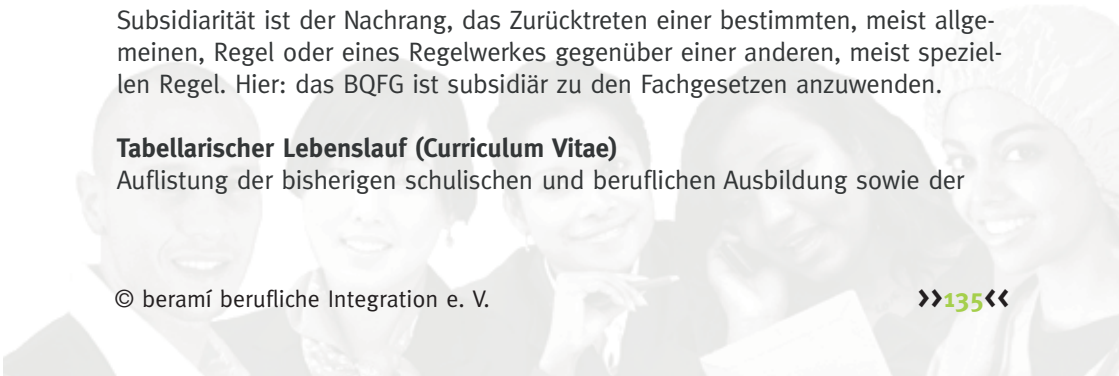 Subsidiarität ist der Nachrang, das Zurücktreten einer bestimmten, meist allge-
meinen, Regel oder eines Regelwerkes gegenüber einer anderen, meist speziel-
len Regel. Hier: das BQFG ist subsidiär zu den Fachgesetzen anzuwenden.
Tabellarischer Lebenslauf (Curriculum Vitae)
Auflistung der bisherigen schulischen und beruflichen Ausbildung sowie der
© beramí berufliche Integration e. V.
>>135<<